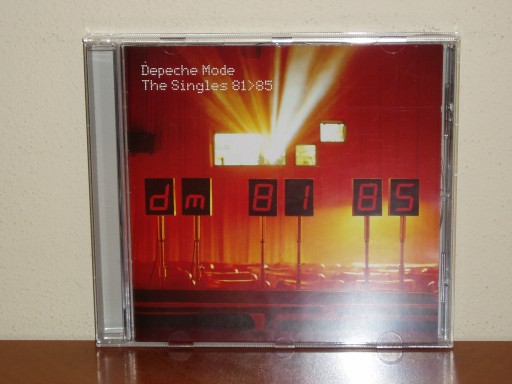 Depeche Mode
The Singles 81>85
dm 81 85